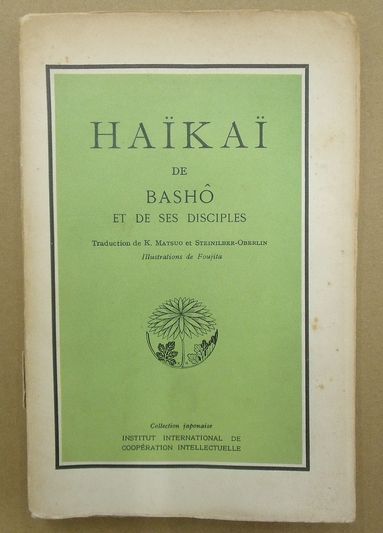 HAÏKAÏ
DE
BASHÔ
ET DE SES DISCIPLES
Traduction de K. MATSUO et STEINILBER-OBERLIN
Illustrations de Foujita
Collection japonaise
INSTITUT INTERNATIONAL DE
COOPÉRATION INTELLECTUELLE